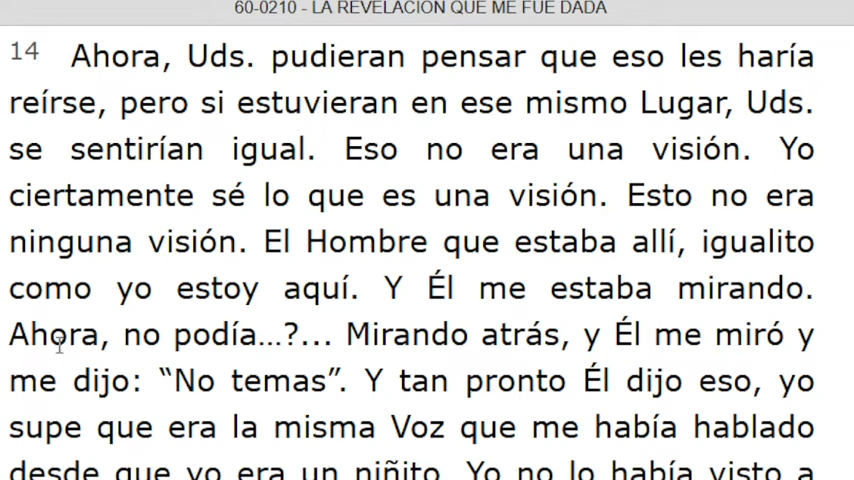 60-0210 - LA REVELACION QUE ME FUE DADA
14 Ahora, Uds. pudieran pensar que eso les haría
reírse, pero si estuvieran en ese mismo Lugar, Uds.
se sentirían igual. Eso no era una visión. Yo
ciertamente sé lo que es una visión. Esto no era
ninguna visión. El Hombre que estaba allí, igualito
como yo estoy aquí. Y Él me estaba mirando.
Ahora, no podía...?... Mirando atrás, y Él me miró y
me dijo: “No temas”. Y tan pronto Él dijo eso, yo
supe que era la misma Voz que me había hablado
desde que yo era un niñito. Yo no lo había visto a